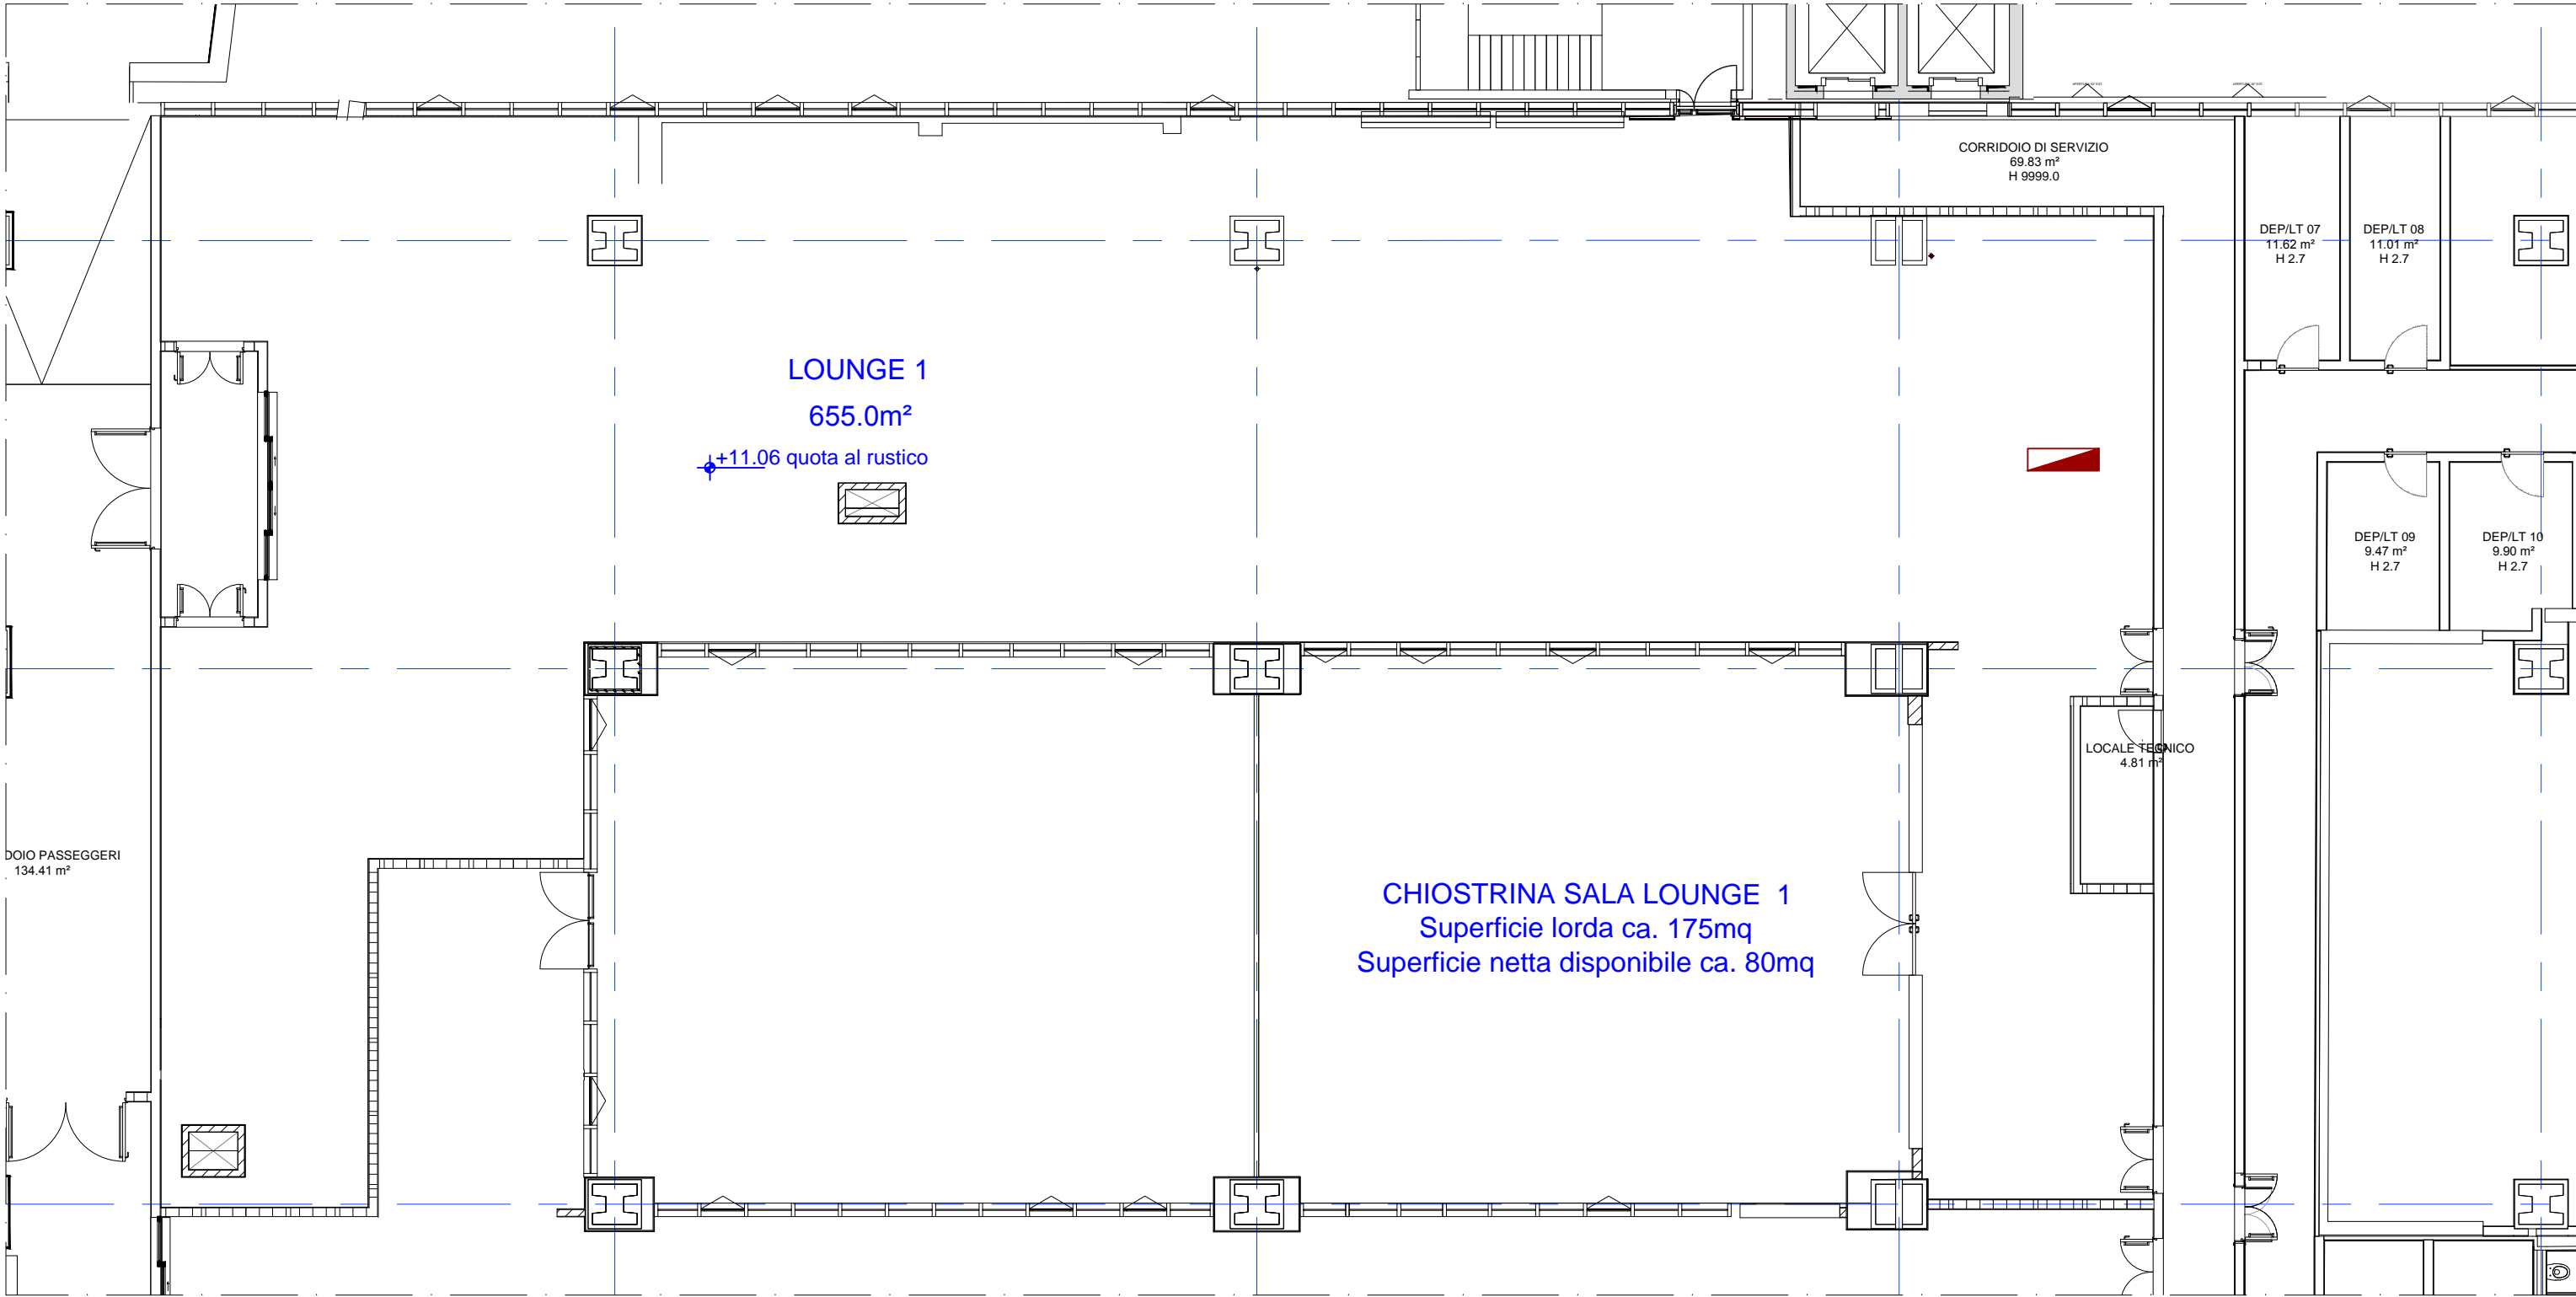 CORRIDOIO DI SERVIZIO
69.83 m²
H 9999.0
DEP/LT 07
11.62 m²
H 2.7
DEP/LT 08
11.01 m²
H 2.7
LOUNGE 1
655.0m²
+11.06 quota al rustico
DEP/LT 09
9.47 m²
H 2.7
DEP/LT 10
9.90 m²
H 2.7
LOCALE TECNICO
4.81 m²
DOIO PASSEGGERI
134.41 m²
CHIOSTRINA SALA LOUNGE 1
Superficie lorda ca. 175mq
Superficie netta disponibile ca. 80mq